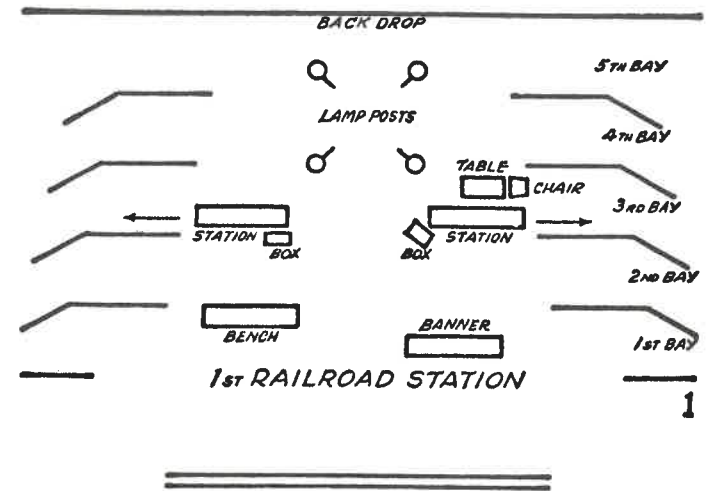 BACK DROP
5TH BAY
LAMP POSTS
4TH BAY
TABLE
CHAIR
3RD BAY
STATION
BOX
BOX
STATION
2ND BAY
BENCH
BANNER
1ST BAY
1ST RAILROAD STATION
1